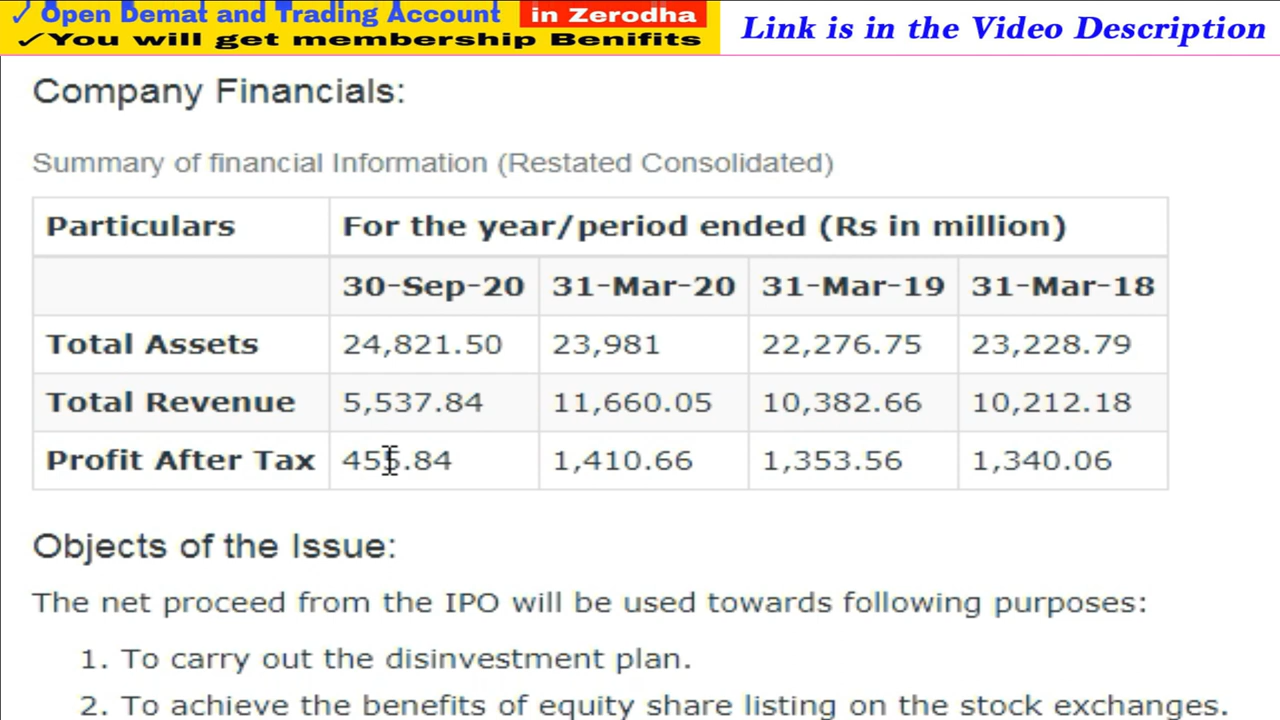 ✓ Open Demat and Trading Account in Zerodha
✓You will get membership Benifits
Link is in the Video Description
Company Financials:
Summary of financial Information (Restated Consolidated)
Particulars For the year/period ended (Rs in million)
30-Sep-20 31-Mar-20 31-Mar-19 31-Mar-18
Total Assets 24,821.50 23,981 22,276.75 23,228.79
Total Revenue 5,537.84 11,660.05 10,382.66 10,212.18
Profit After Tax 1,410.66 1,353.56 1,340.06
Objects of the Issue:
The net proceed from the IPO will be used towards following purposes:
1. To carry out the disinvestment plan.
2. To achieve the benefits of equity share listing on the stock exchanges.